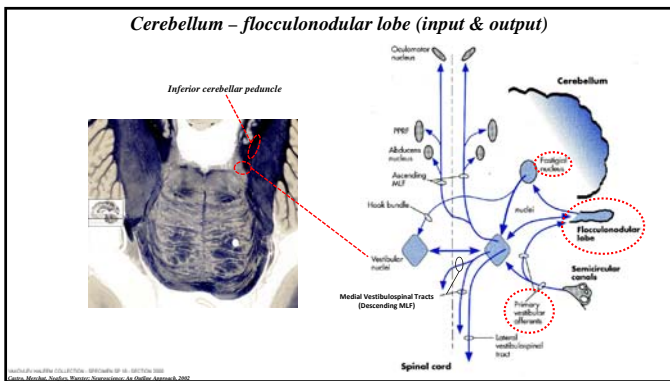 Cerebellum – flocculonodular lobe (input & output)
Inferior cerebellar peduncle
Oculomotor
nucleus
Cerebellum
PPRF
Abducens
nucleus
Ascending
MLF
Fastigial
nucleus
Hook bundle
nuclei
Flocculonodular
lobe
Vestibular
nuclei
Semicircular
canals
Medial Vestibulospinal Tracts
(Descending MLF)
Primary
vestibular
afferents
Lateral
vestibulospinal
tract
Spinal cord
Castro, Merchut, Neafsey, Wurster: Neuroscience: An Outline Approach, 2002